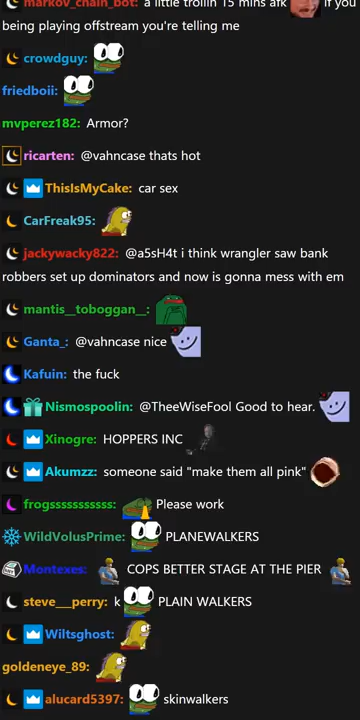 markov_chain_bot: a little trollin 15 mins afk if you
being playing offstream you're telling me
crowdguy:
friedboii:
mvperez182: Armor?
ricarten: @vahncase thats hot
ThisIsMyCake: car sex
CarFreak95:
jackywacky822: @a5sH4t i think wrangler saw bank
robbers set up dominators and now is gonna mess with em
mantis__toboggan__:
Ganta_: @vahncase nice
Kafuin: the fuck
Nismospoolin: @TheeWiseFool Good to hear.
Xinogre: HOPPERS INC
Akumzz: someone said "make them all pink"
frogsssssssssss: Please work
WildVolusPrime: PLANEWALKERS
Montexes: COPS BETTER STAGE AT THE PIER
steve___perry: k PLAIN WALKERS
Wiltsghost:
goldeneye_89:
alucard5397: skinwalkers